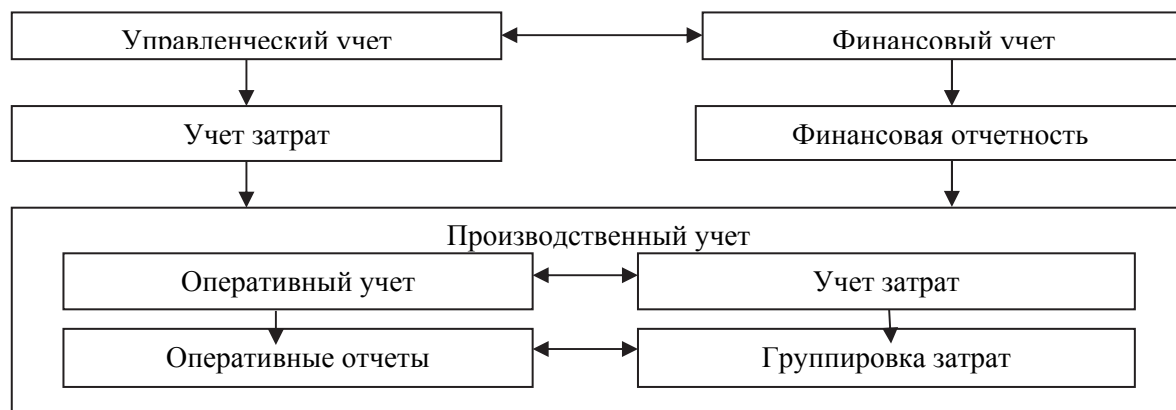 Управленческий учет
Финансовый учет
Учет затрат
Финансовая отчетность
Производственный учет
Оперативный учет
Учет затрат
Оперативные отчеты
Группировка затрат